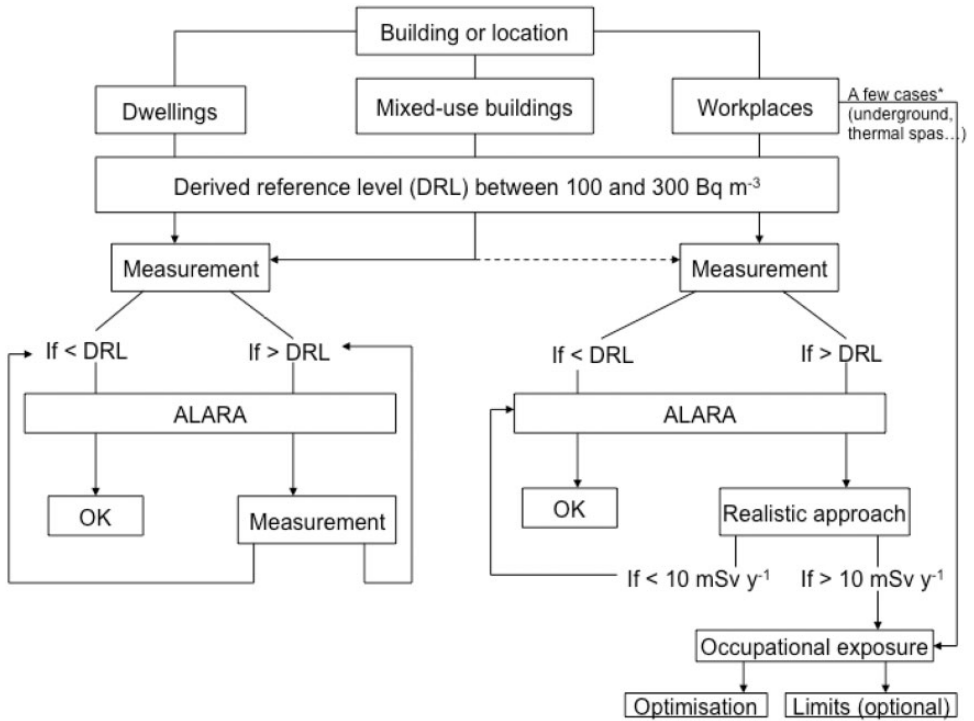 Building or location
Dwellings
Mixed-use buildings
Workplaces
A few cases*
(underground,
thermal spas…)
Derived reference level (DRL) between 100 and 300 Bq m⁻³
Measurement
Measurement
If < DRL
If > DRL
If < DRL
If > DRL
ALARA
ALARA
OK
Measurement
OK
Realistic approach
If < 10 mSv y⁻¹
If > 10 mSv y⁻¹
Occupational exposure
Optimisation
Limits (optional)